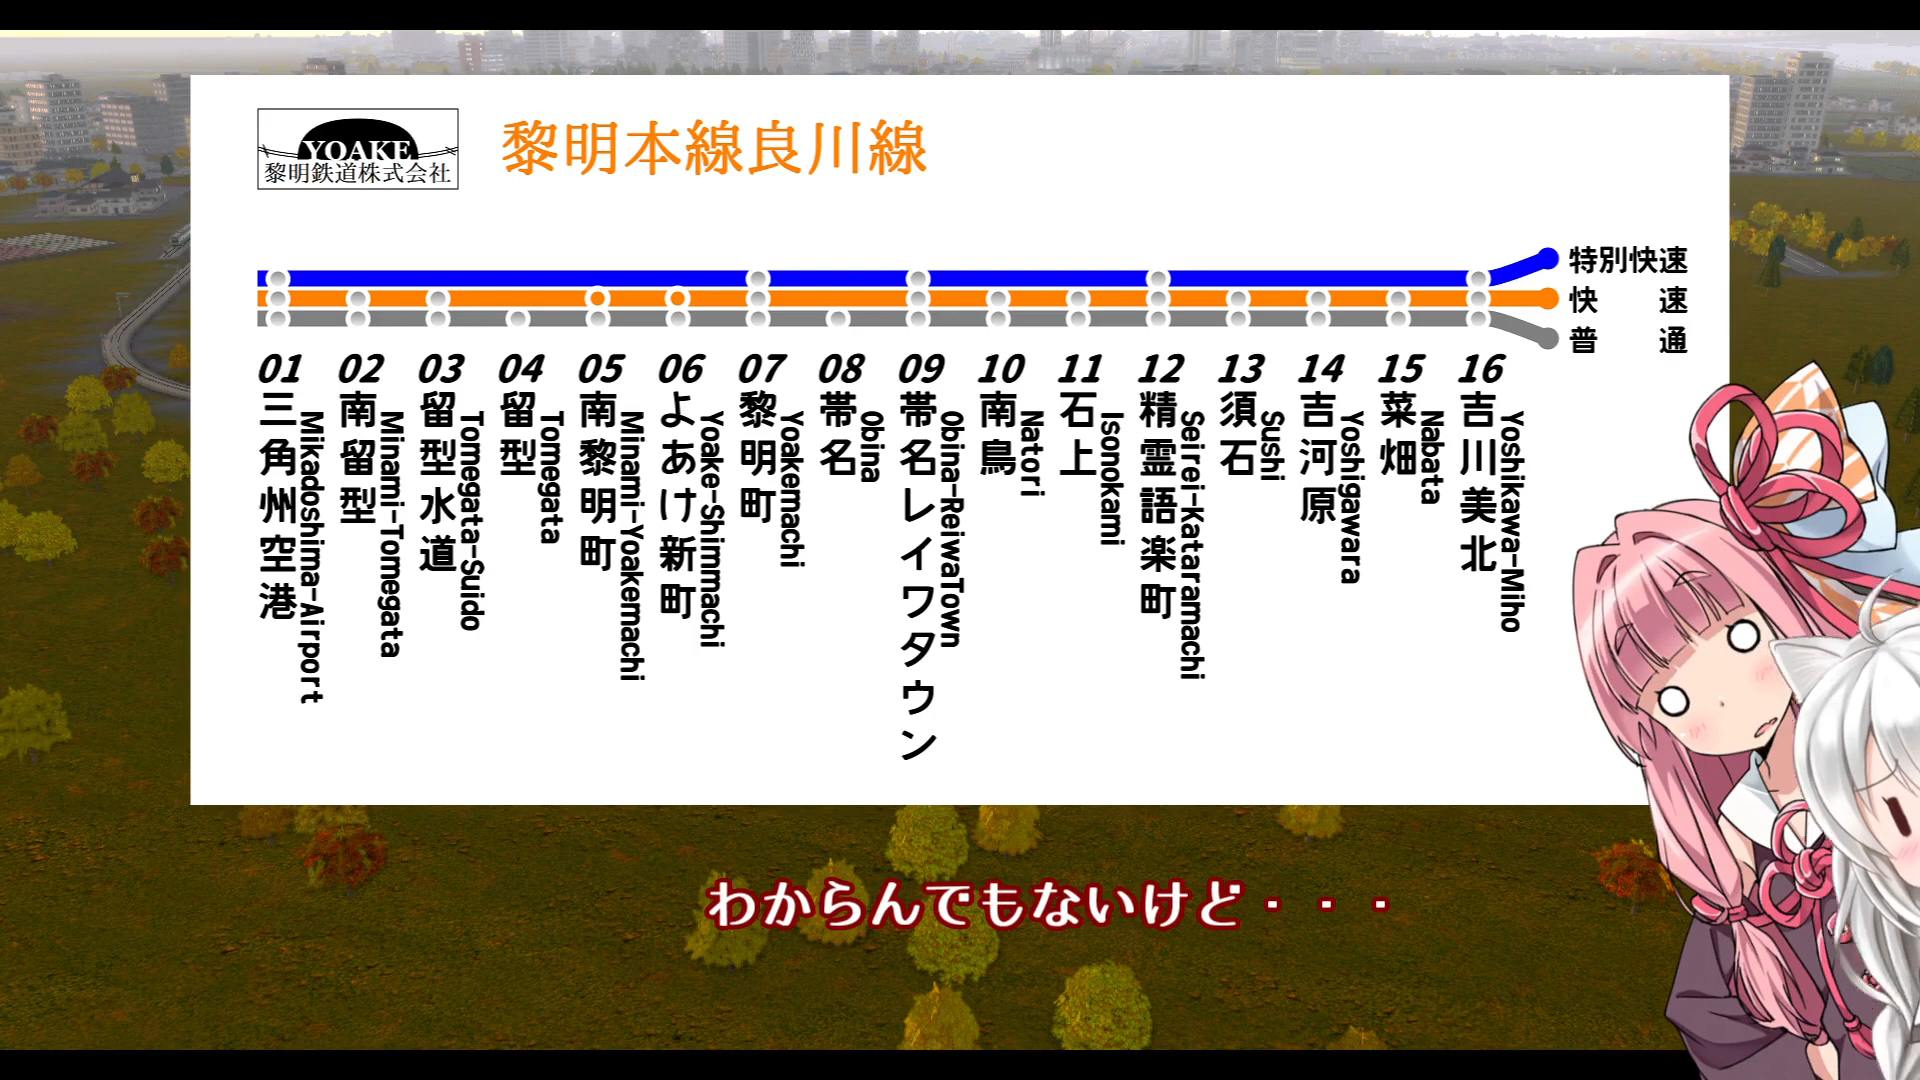 YOAKE
黎明鉄道株式会社
黎明本線良川線
特別快速
快 速
普 通
01
三角州空港
Mikadoshima-Airport
02
南留型
Minami-Tomegata
03
留型水道
Tomegata-Suido
04
留型
Tomegata
05
南黎明町
Minami-Yoakemachi
06
よあけ新町
Yoake-Shimmachi
07
黎明町
Yoakemachi
08
帯名
Obina
09
帯名レイワタウン
Obina-ReiwaTown
10
南鳥
Natori
11
石上
Isonokami
12
精霊語楽町
Seirei-Kataramachi
13
須石
Sushi
14
吉河原
Yoshigawara
15
菜畑
Nabata
16
吉川美北
Yoshikawa-Miho
わからんでもないけど・・・